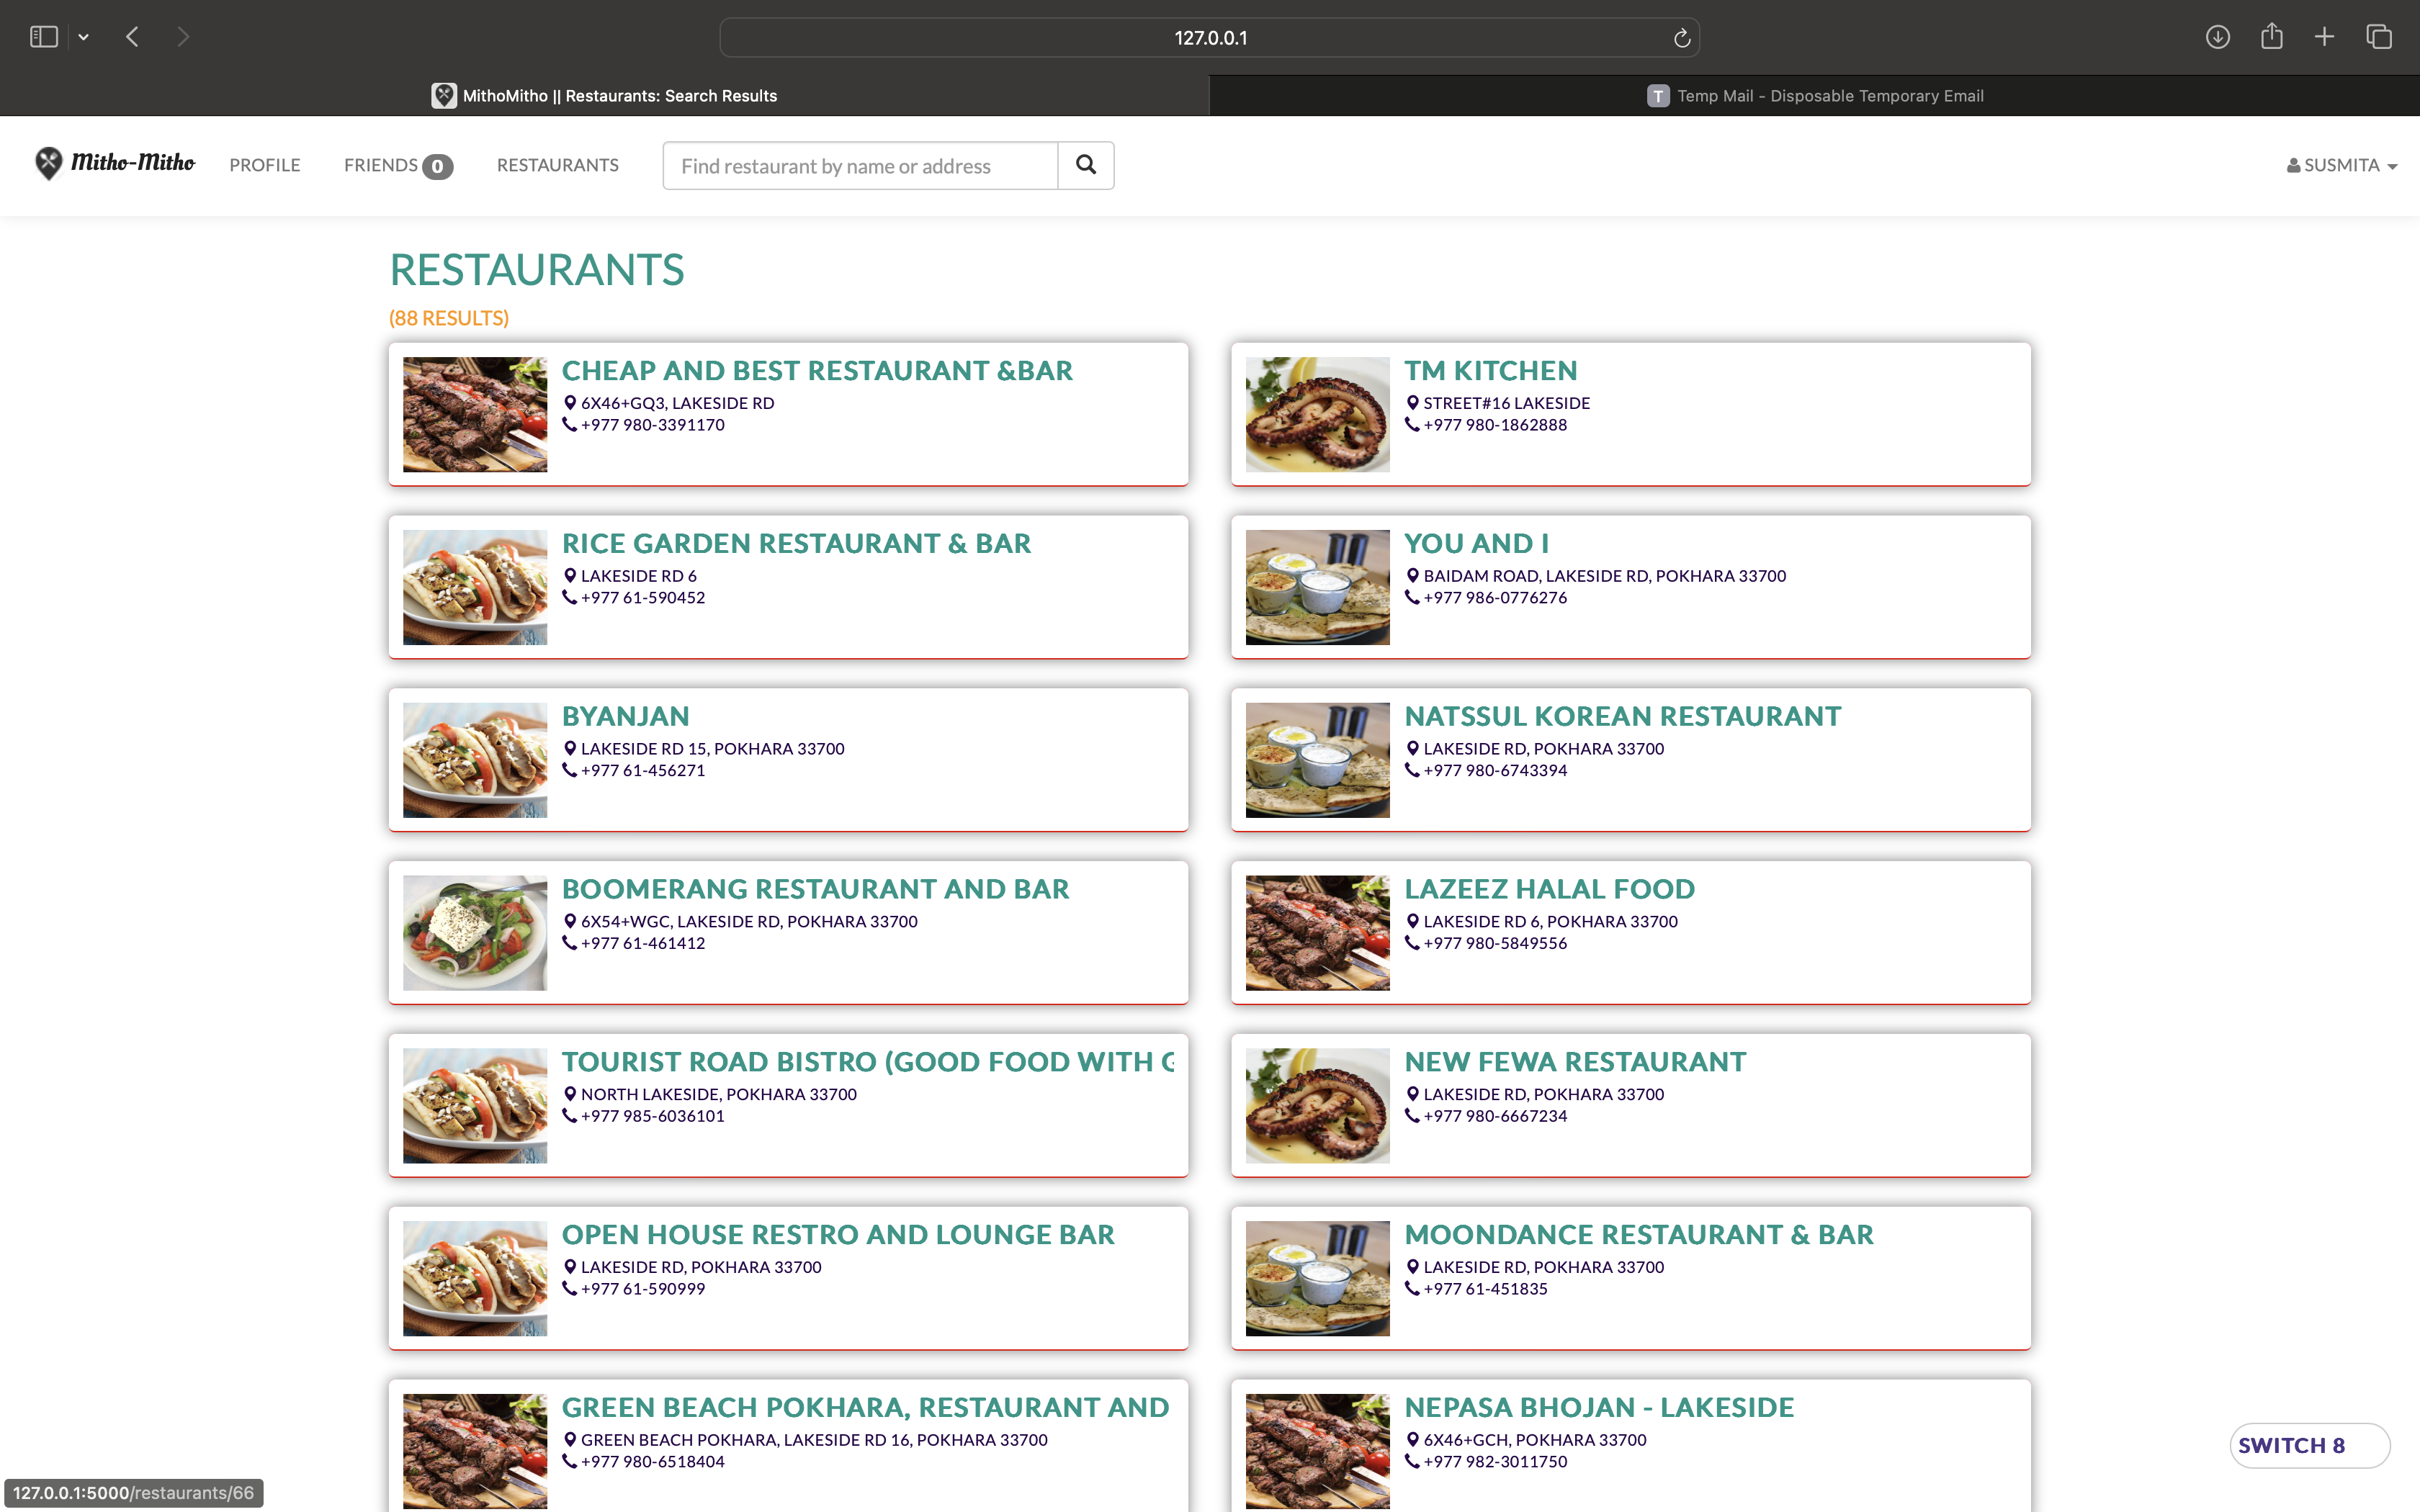 127.0.0.1
MithoMitho || Restaurants: Search Results
T Temp Mail - Disposable Temporary Email
Mitho-Mitho PROFILE FRIENDS 0 RESTAURANTS Find restaurant by name or address SUSMITA
RESTAURANTS
(88 RESULTS)
CHEAP AND BEST RESTAURANT &BAR
6X46+GQ3, LAKESIDE RD
+977 980-3391170
TM KITCHEN
STREET#16 LAKESIDE
+977 980-1862888
RICE GARDEN RESTAURANT & BAR
LAKESIDE RD 6
+977 61-590452
YOU AND I
BAIDAM ROAD, LAKESIDE RD, POKHARA 33700
+977 986-0776276
BYANJAN
LAKESIDE RD 15, POKHARA 33700
+977 61-456271
NATSSUL KOREAN RESTAURANT
LAKESIDE RD, POKHARA 33700
+977 980-6743394
BOOMERANG RESTAURANT AND BAR
6X54+WGC, LAKESIDE RD, POKHARA 33700
+977 61-461412
LAZEEZ HALAL FOOD
LAKESIDE RD 6, POKHARA 33700
+977 980-5849556
TOURIST ROAD BISTRO (GOOD FOOD WITH
NORTH LAKESIDE, POKHARA 33700
+977 985-6036101
NEW FEWA RESTAURANT
LAKESIDE RD, POKHARA 33700
+977 980-6667234
OPEN HOUSE RESTRO AND LOUNGE BAR
LAKESIDE RD, POKHARA 33700
+977 61-590999
MOONDANCE RESTAURANT & BAR
LAKESIDE RD, POKHARA 33700
+977 61-451835
GREEN BEACH POKHARA, RESTAURANT AND
GREEN BEACH POKHARA, LAKESIDE RD 16, POKHARA 33700
+977 980-6518404
NEPASA BHOJAN - LAKESIDE
6X46+GCH, POKHARA 33700
+977 982-3011750
SWITCH 8
127.0.0.1:5000/restaurants/66